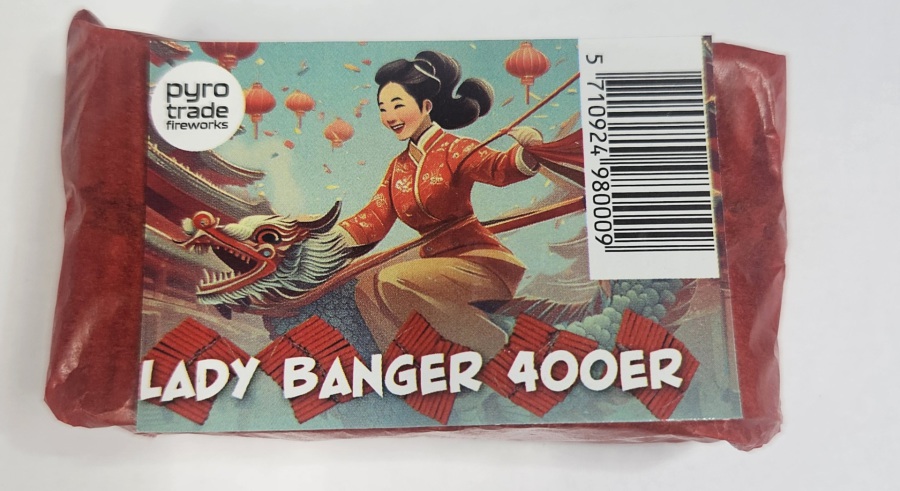 pyro
trade
fireworks
5 710924 980009
LADY BANGER 400ER